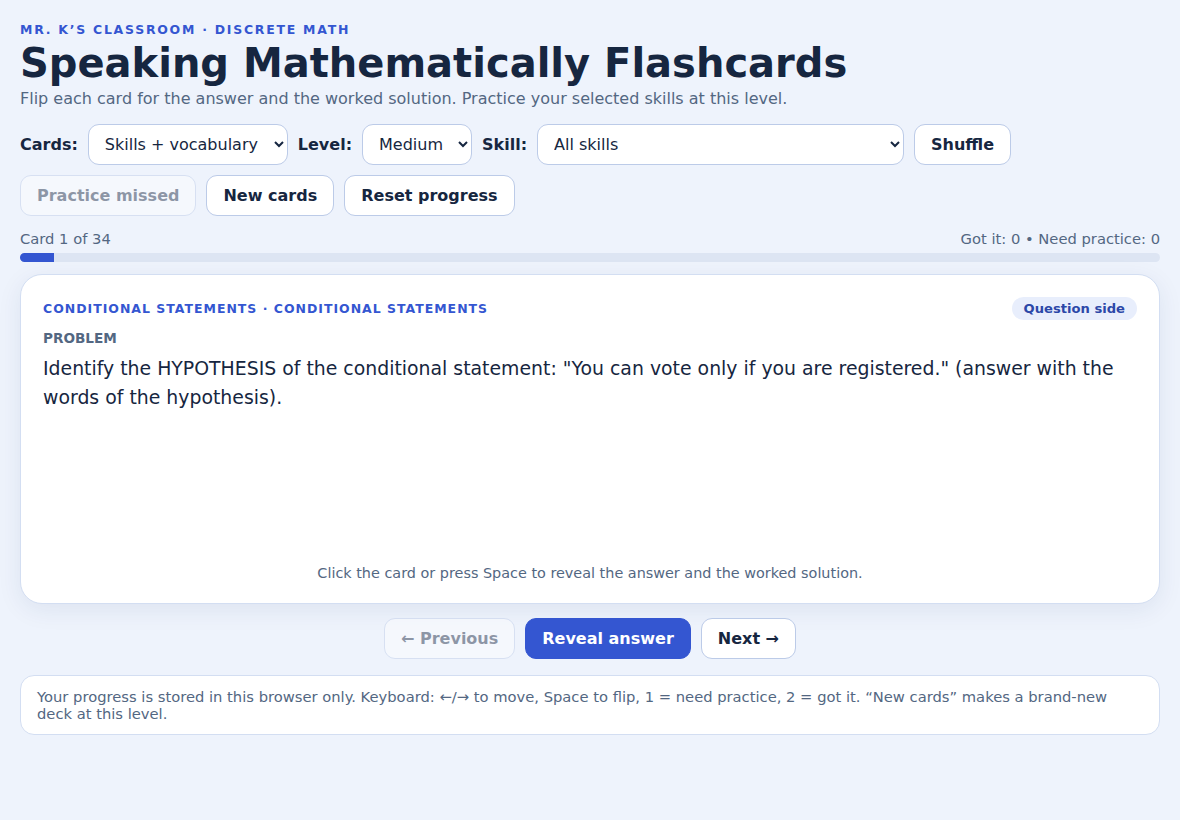 MR. K’S CLASSROOM · DISCRETE MATH
Speaking Mathematically Flashcards
Flip each card for the answer and the worked solution. Practice your selected skills at this level.
Cards: Skills + vocabulary Level: Medium Skill: All skills Shuffle
Practice missed New cards Reset progress
Card 1 of 34 Got it: 0 • Need practice: 0
CONDITIONAL STATEMENTS · CONDITIONAL STATEMENTS Question side
PROBLEM
Identify the HYPOTHESIS of the conditional statement: "You can vote only if you are registered." (answer with the
words of the hypothesis).
Click the card or press Space to reveal the answer and the worked solution.
← Previous Reveal answer Next →
Your progress is stored in this browser only. Keyboard: ←/→ to move, Space to flip, 1 = need practice, 2 = got it. “New cards” makes a brand-new
deck at this level.